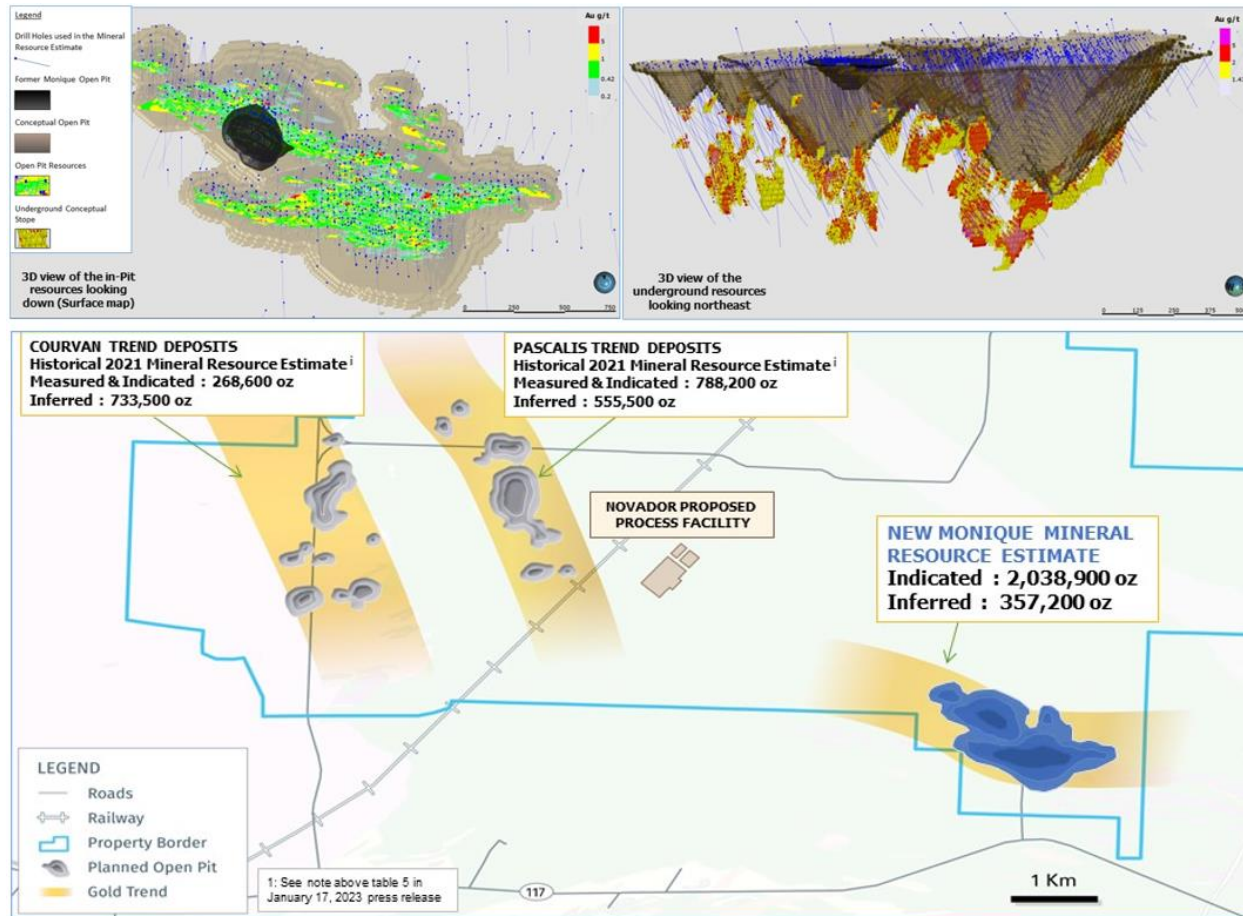 Legend
Drill Holes used in the Mineral
Resource Estimate
Former Monique Open Pit
Conceptual Open Pit
Open Pit Resources
Underground Conceptual
Stope
3D view of the in-Pit
resources looking
down (Surface map)
Au g/t
5
1
0.42
0.2
0
250
500
750
Au g/t
5
2
1.4
3D view of the
underground resources
looking northeast
0
125
250
375
COURVAN TREND DEPOSITS
Historical 2021 Mineral Resource Estimate i
Measured & Indicated : 268,600 oz
Inferred : 733,500 oz
PASCALIS TREND DEPOSITS
Historical 2021 Mineral Resource Estimate i
Measured & Indicated : 788,200 oz
Inferred : 555,500 oz
NOVADOR PROPOSED
PROCESS FACILITY
NEW MONIQUE MINERAL
RESOURCE ESTIMATE
Indicated : 2,038,900 oz
Inferred : 357,200 oz
LEGEND
Roads
Railway
Property Border
Planned Open Pit
Gold Trend
1: See note above table 5 in
January 17, 2023 press release
117
1 Km